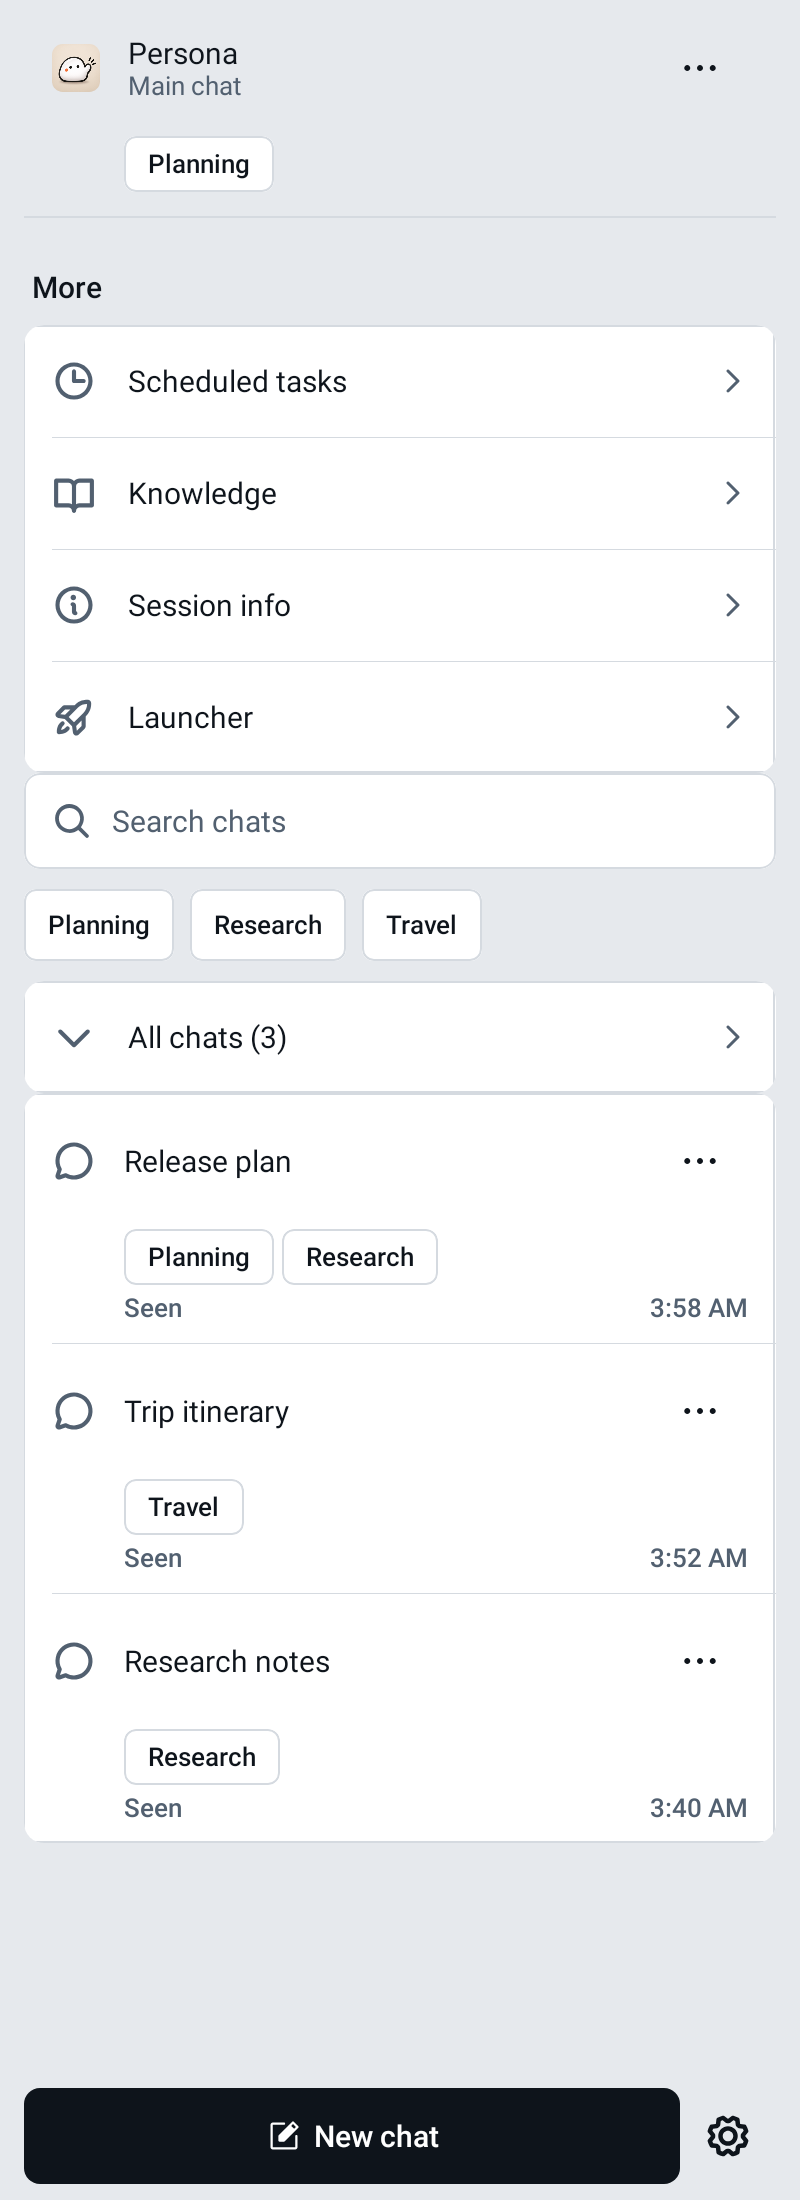 Persona
Main chat
Planning
More
Scheduled tasks
Knowledge
Session info
Launcher
Search chats
Planning Research Travel
All chats (3)
Release plan
Planning Research
Seen 3:58 AM
Trip itinerary
Travel
Seen 3:52 AM
Research notes
Research
Seen 3:40 AM
New chat